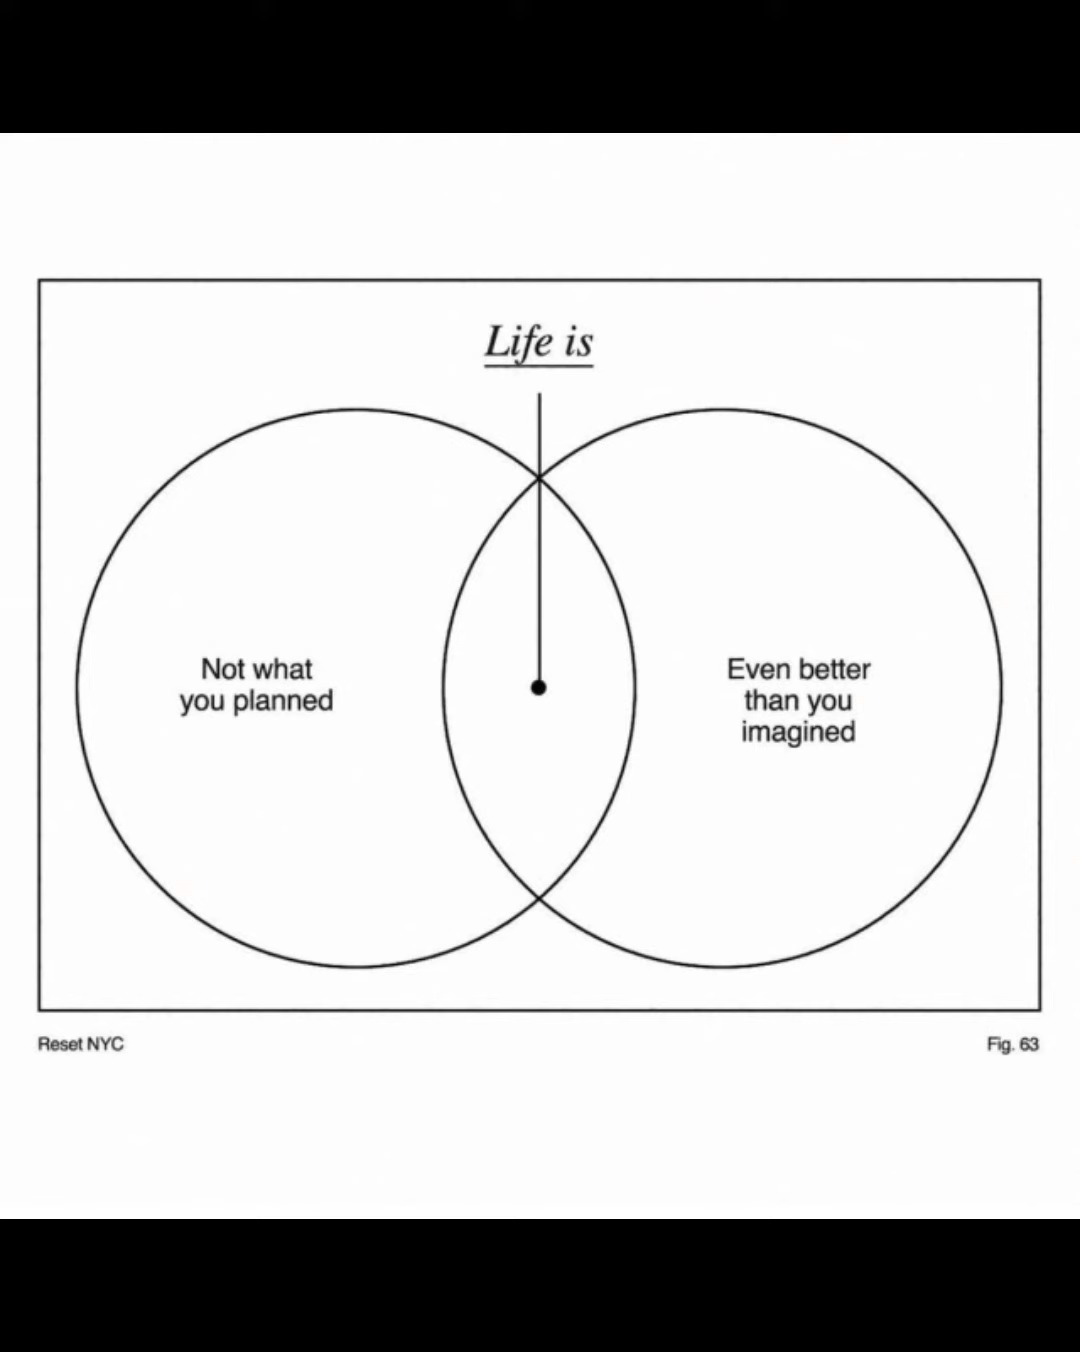 Life is
Not what
you planned
Even better
than you
imagined
Reset NYC
Fig. 63